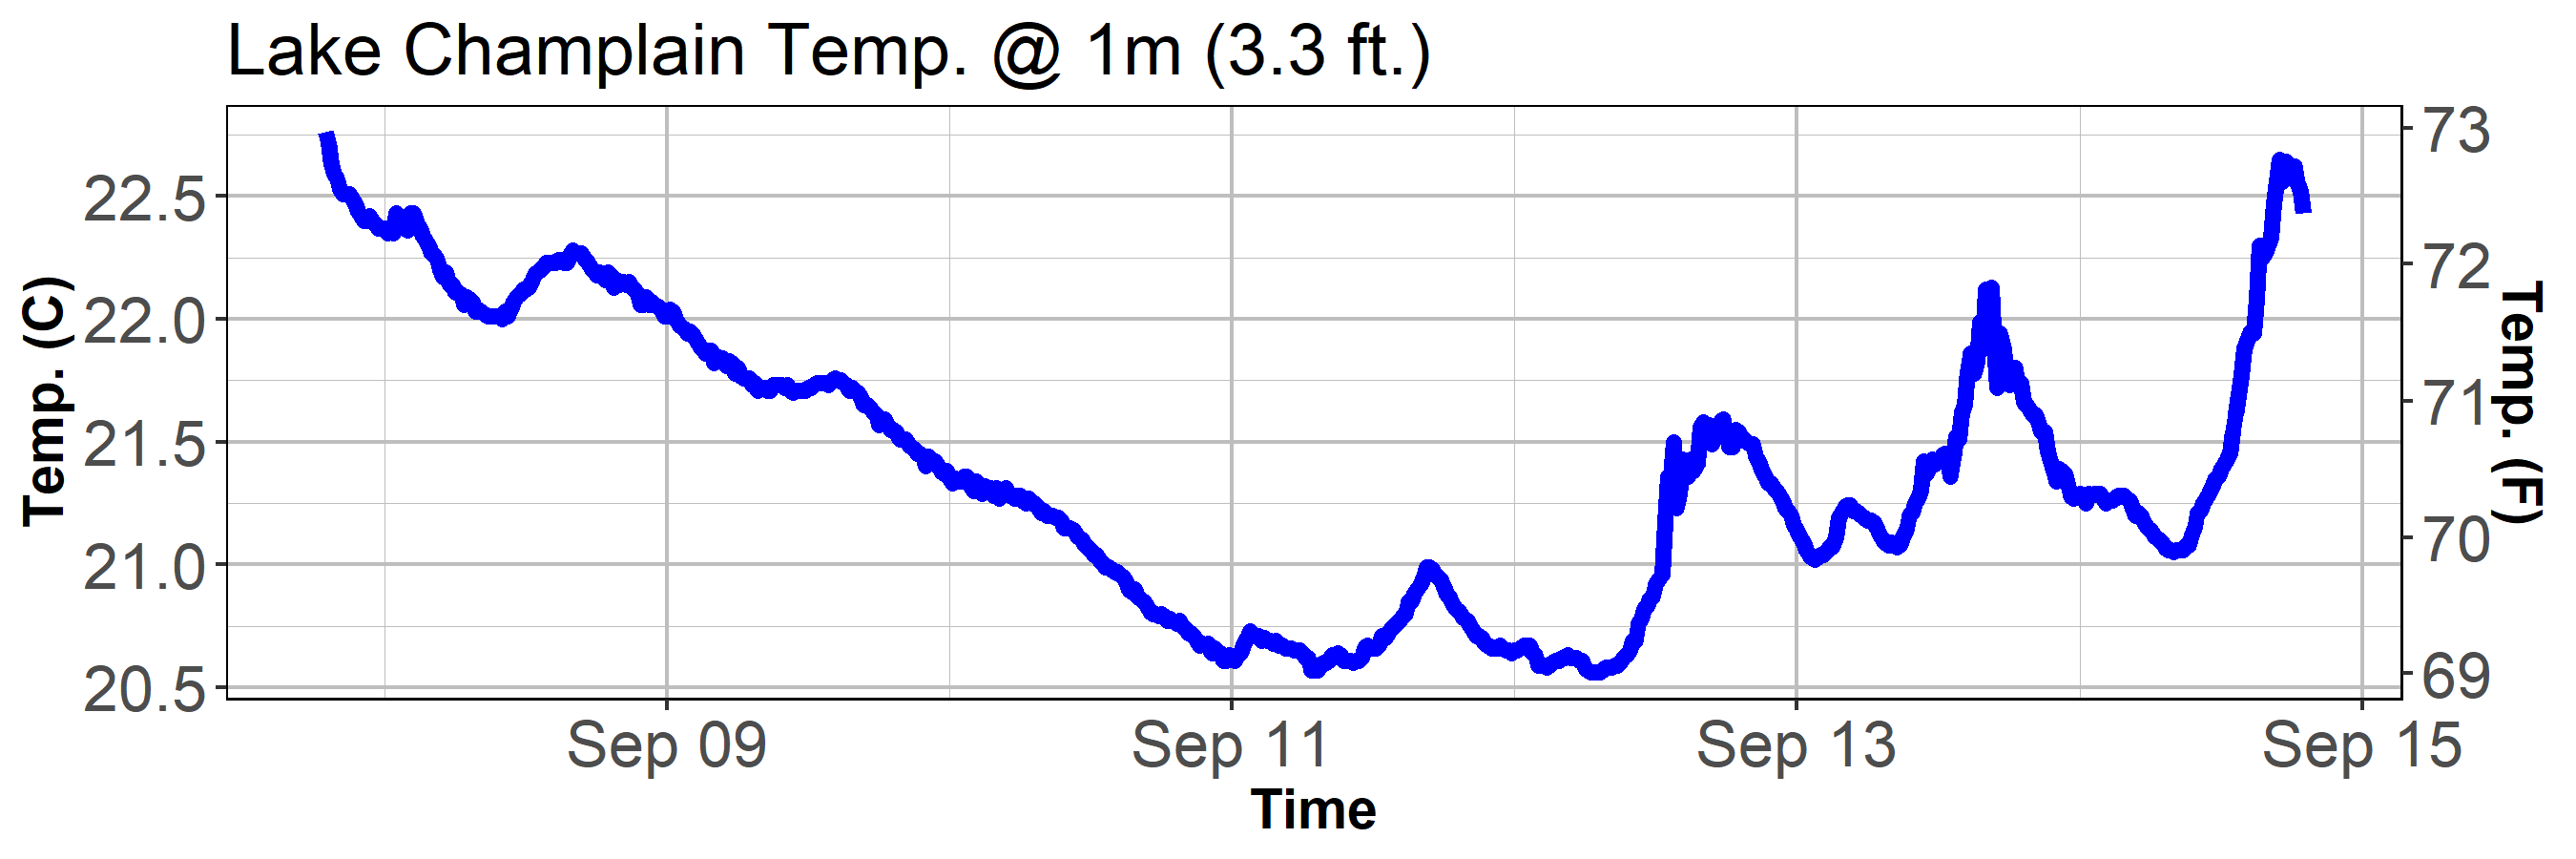 Lake Champlain Temp. @ 1m (3.3 ft.)
Temp. (C)
22.5
22.0
21.5
21.0
20.5
73
72
71
70
69
Temp. (F)
Sep 09
Sep 11
Sep 13
Sep 15
Time